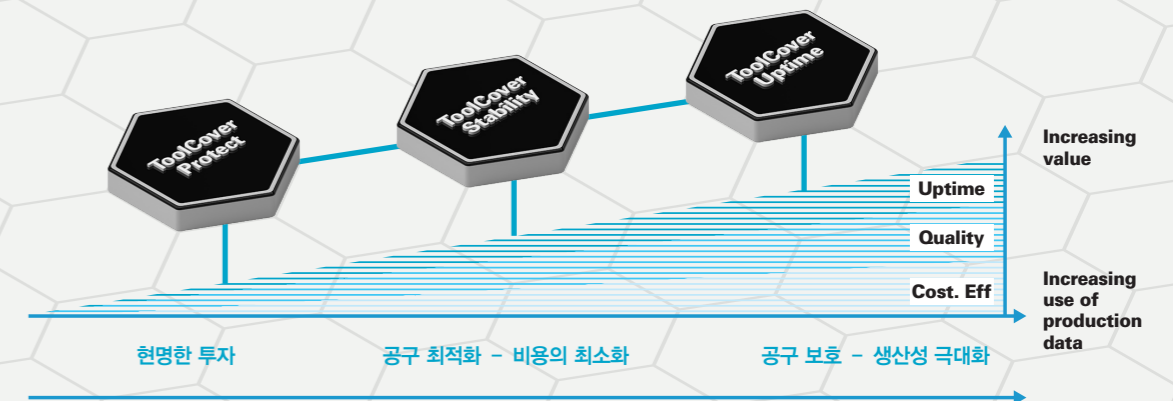 ToolCover
Protect
ToolCover
Stability
ToolCover
Uptime
Increasing
value
Uptime
Quality
Cost. Eff
Increasing
use of
production
data
현명한 투자
공구 최적화 – 비용의 최소화
공구 보호 – 생산성 극대화